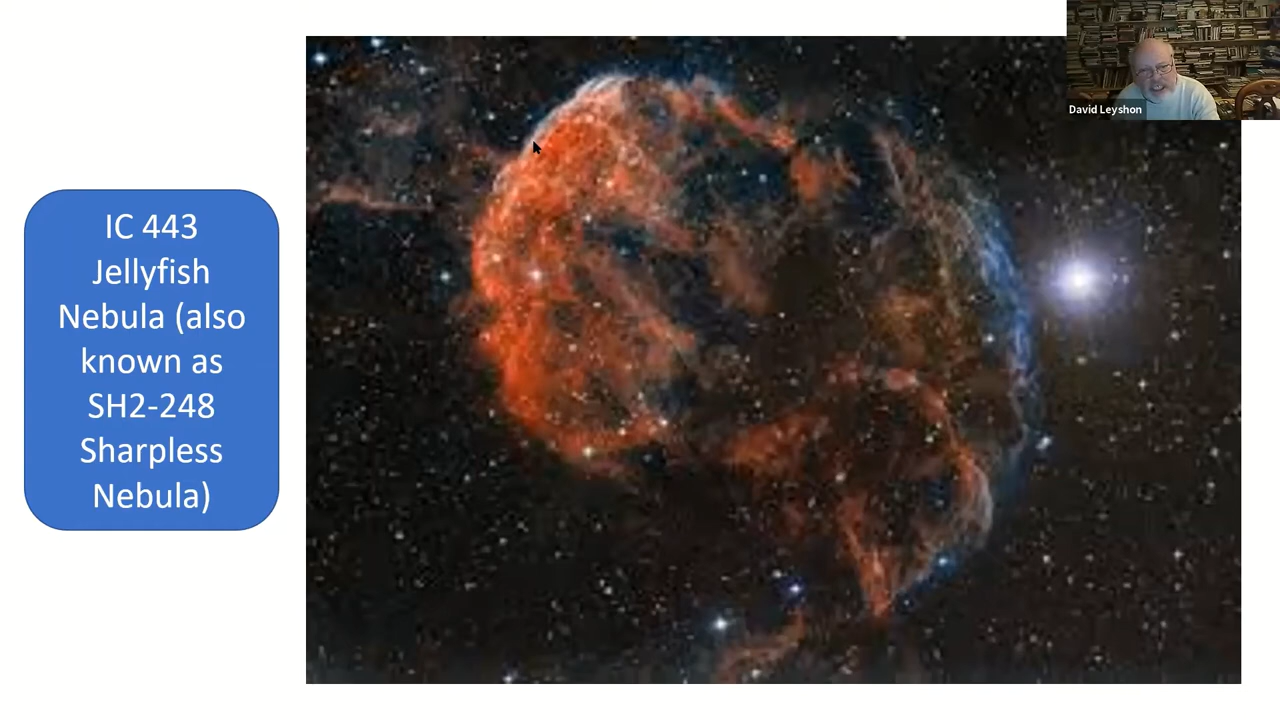 IC 443
Jellyfish
Nebula (also
known as
SH2-248
Sharpless
Nebula)
David Leyshon